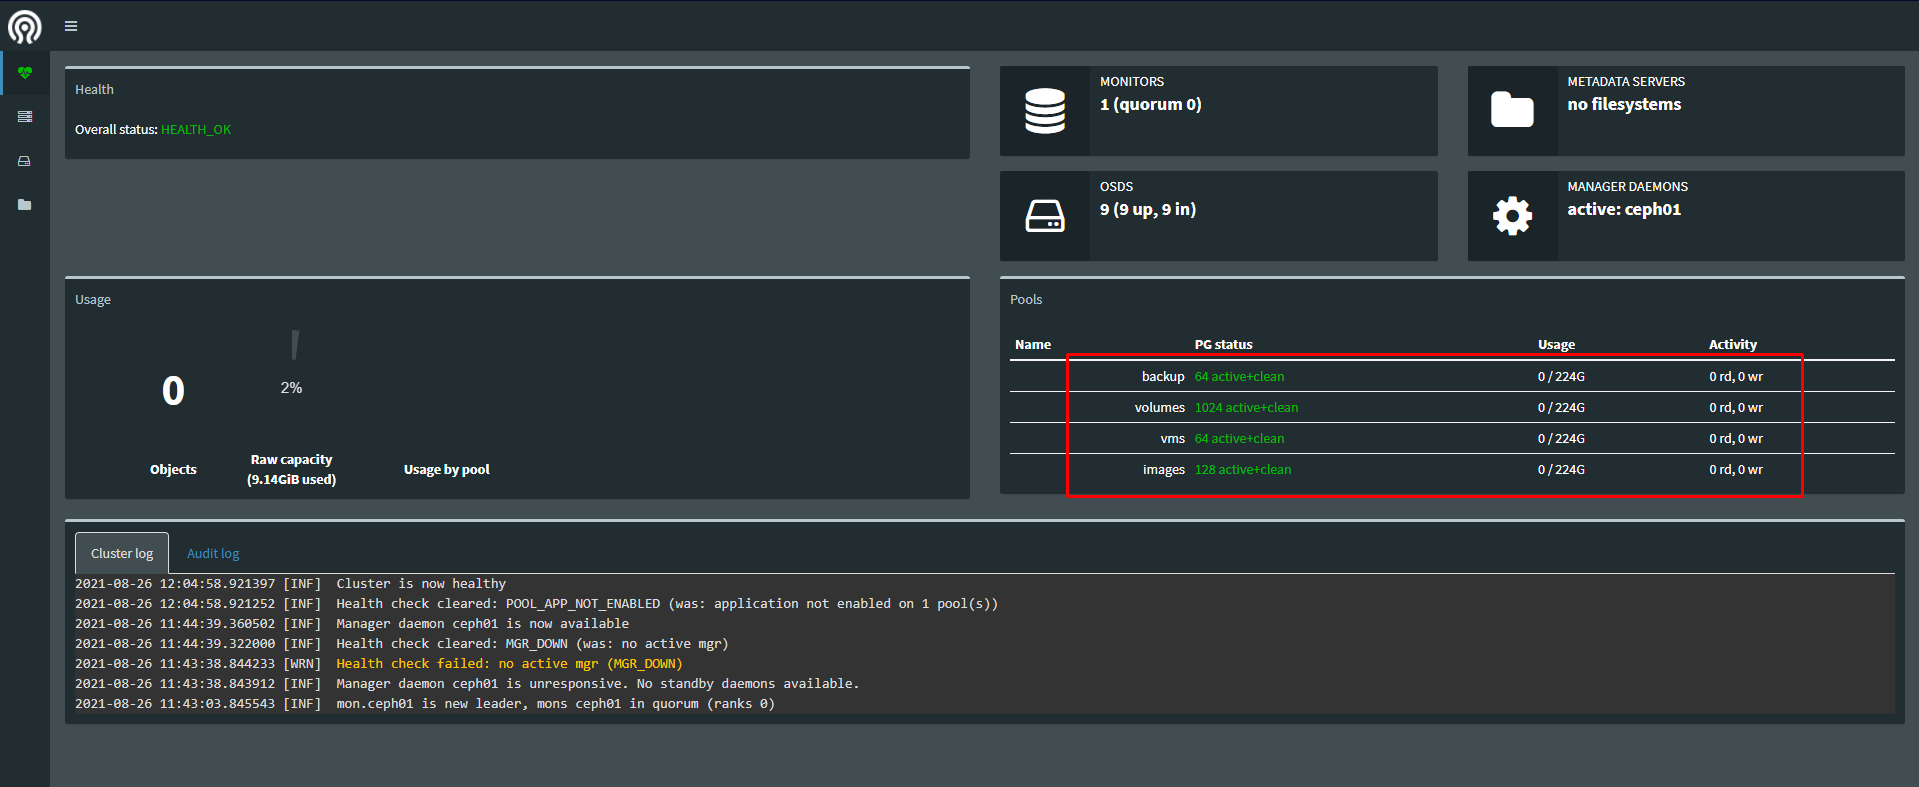 Health
Overall status: HEALTH_OK
MONITORS
1 (quorum 0)
METADATA SERVERS
no filesystems
OSDS
9 (9 up, 9 in)
MANAGER DAEMONS
active: ceph01
Usage
0
2%
Objects
Raw capacity
(9.14GiB used)
Usage by pool
Pools
Name PG status Usage Activity
backup 64 active+clean 0 / 224G 0 rd, 0 wr
volumes 1024 active+clean 0 / 224G 0 rd, 0 wr
vms 64 active+clean 0 / 224G 0 rd, 0 wr
images 128 active+clean 0 / 224G 0 rd, 0 wr
Cluster log Audit log
2021-08-26 12:04:58.921397 [INF] Cluster is now healthy
2021-08-26 12:04:58.921252 [INF] Health check cleared: POOL_APP_NOT_ENABLED (was: application not enabled on 1 pool(s))
2021-08-26 11:44:39.360502 [INF] Manager daemon ceph01 is now available
2021-08-26 11:44:39.322000 [INF] Health check cleared: MGR_DOWN (was: no active mgr)
2021-08-26 11:43:38.844233 [WRN] Health check failed: no active mgr (MGR_DOWN)
2021-08-26 11:43:38.843912 [INF] Manager daemon ceph01 is unresponsive. No standby daemons available.
2021-08-26 11:43:03.845543 [INF] mon.ceph01 is new leader, mons ceph01 in quorum (ranks 0)